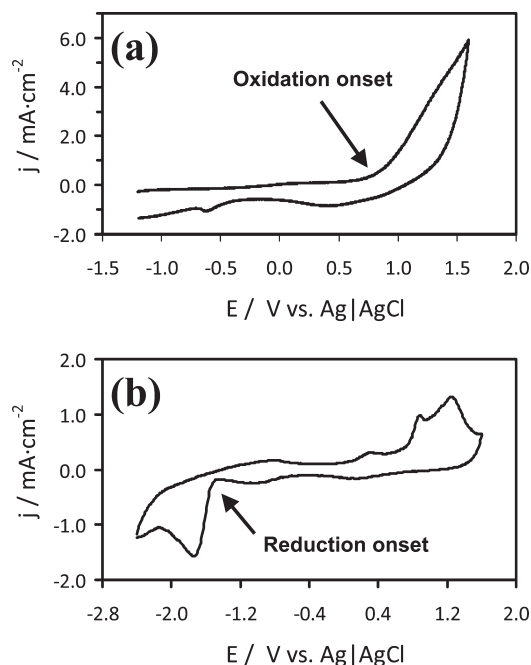 (a)
6.0
4.0
2.0
0.0
-2.0
j / mA·cm-2
Oxidation onset
-1.5 -1.0 -0.5 0.0 0.5 1.0 1.5 2.0
E / V vs. Ag|AgCl
(b)
2.0
1.0
0.0
-1.0
-2.0
j / mA·cm-2
Reduction onset
-2.8 -2.0 -1.2 -0.4 0.4 1.2 2.0
E / V vs. Ag|AgCl